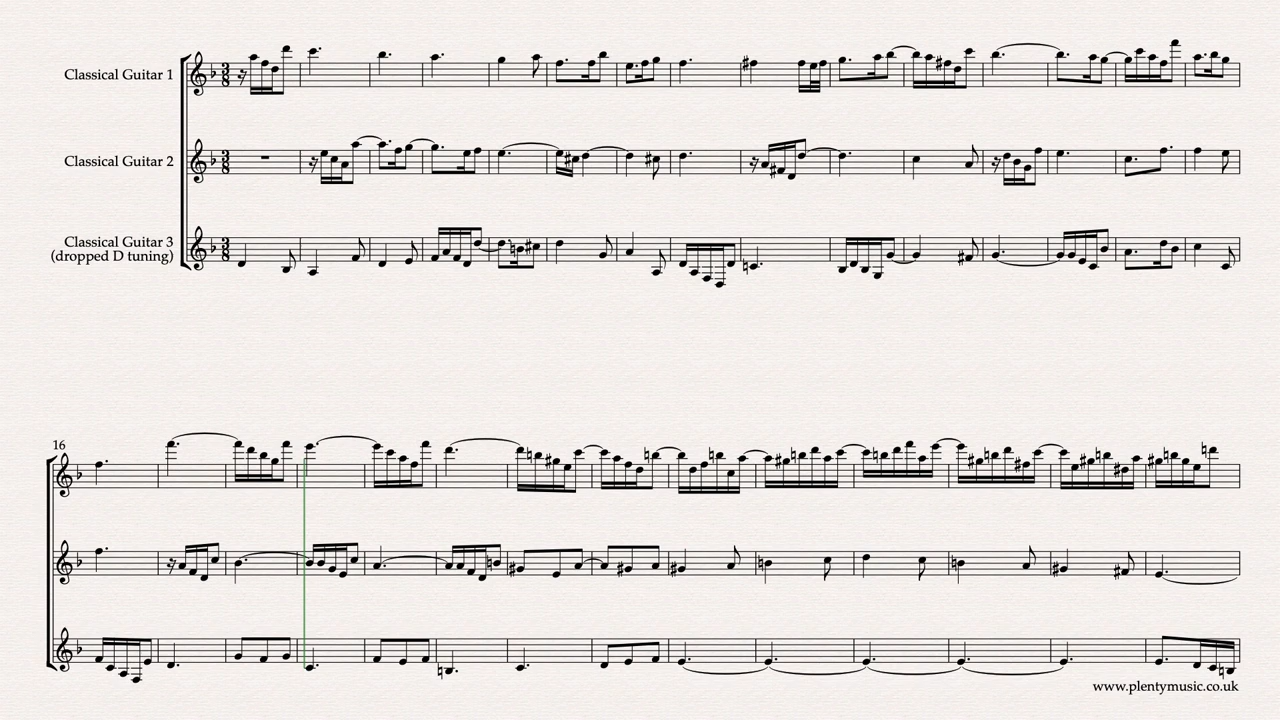 Classical Guitar 1
Classical Guitar 2
Classical Guitar 3
(dropped D tuning)
16
www.plentymusic.co.uk